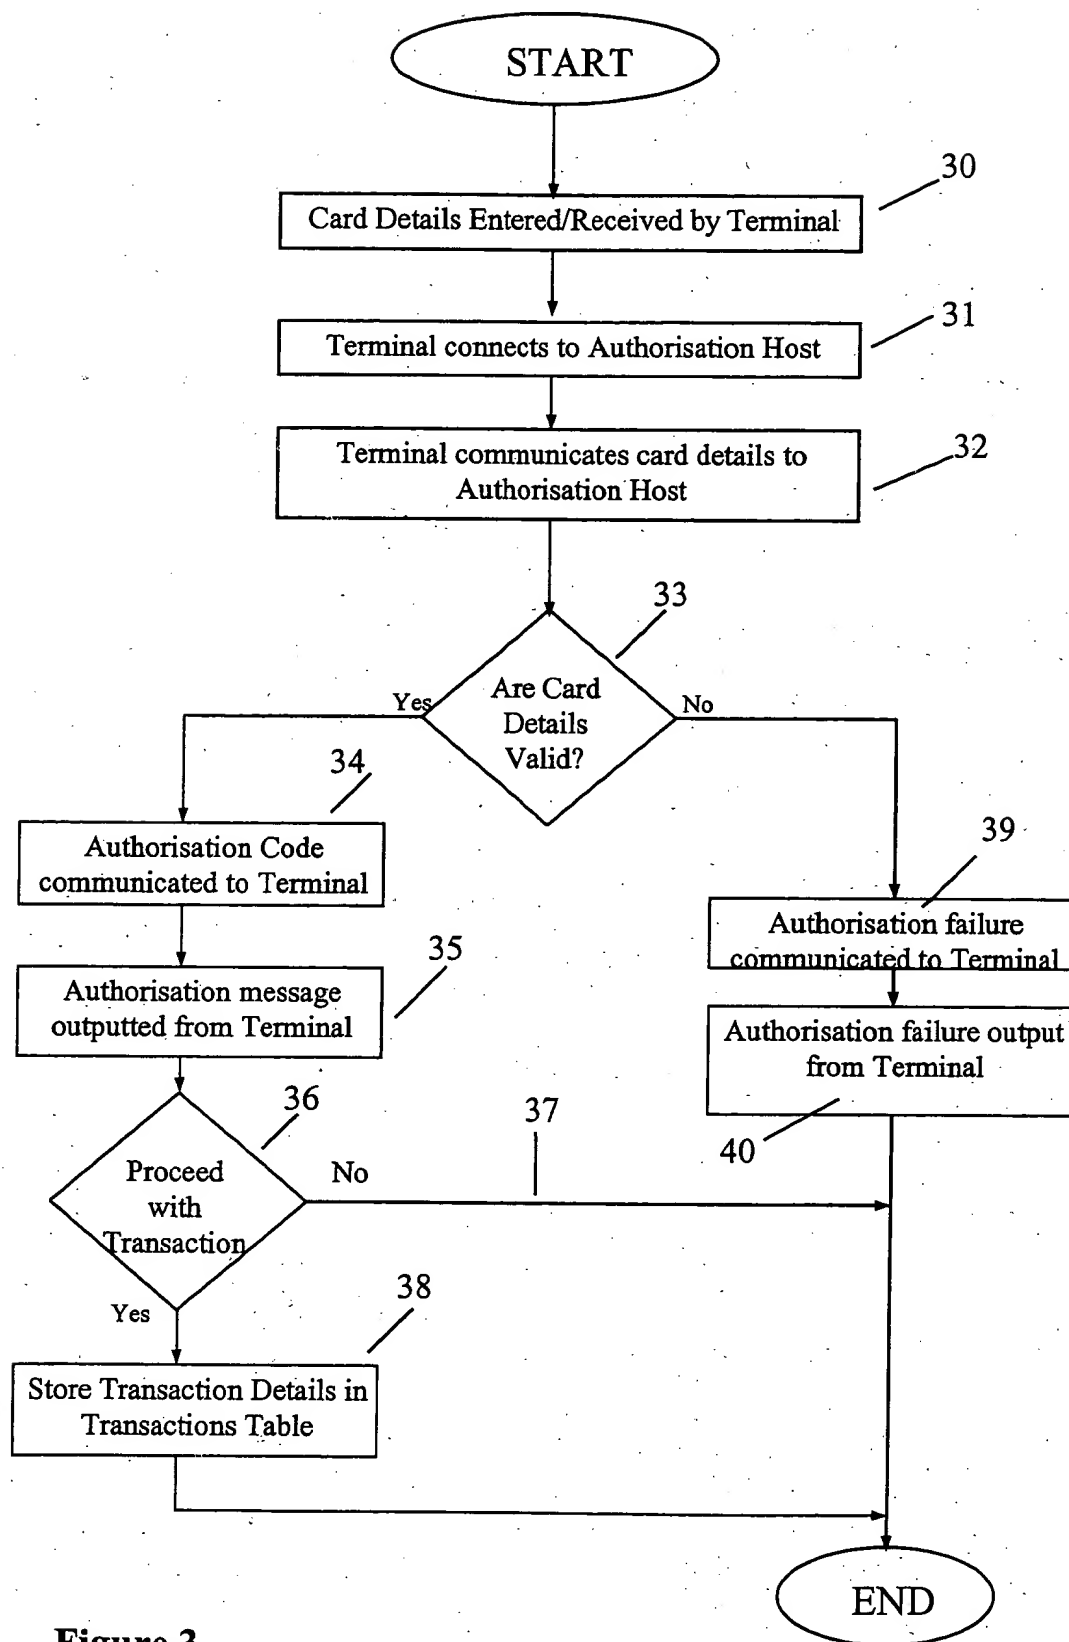 START
30
Card Details Entered/Received by Terminal
31
Terminal connects to Authorisation Host
32
Terminal communicates card details to
Authorisation Host
33
Are Card
Details
Valid?
Yes
No
34
Authorisation Code
communicated to Terminal
39
Authorisation failure
communicated to Terminal
35
Authorisation message
outputted from Terminal
Authorisation failure output
from Terminal
40
36
Proceed
with
Transaction
No
37
Yes
38
Store Transaction Details in
Transactions Table
END
Figure 3